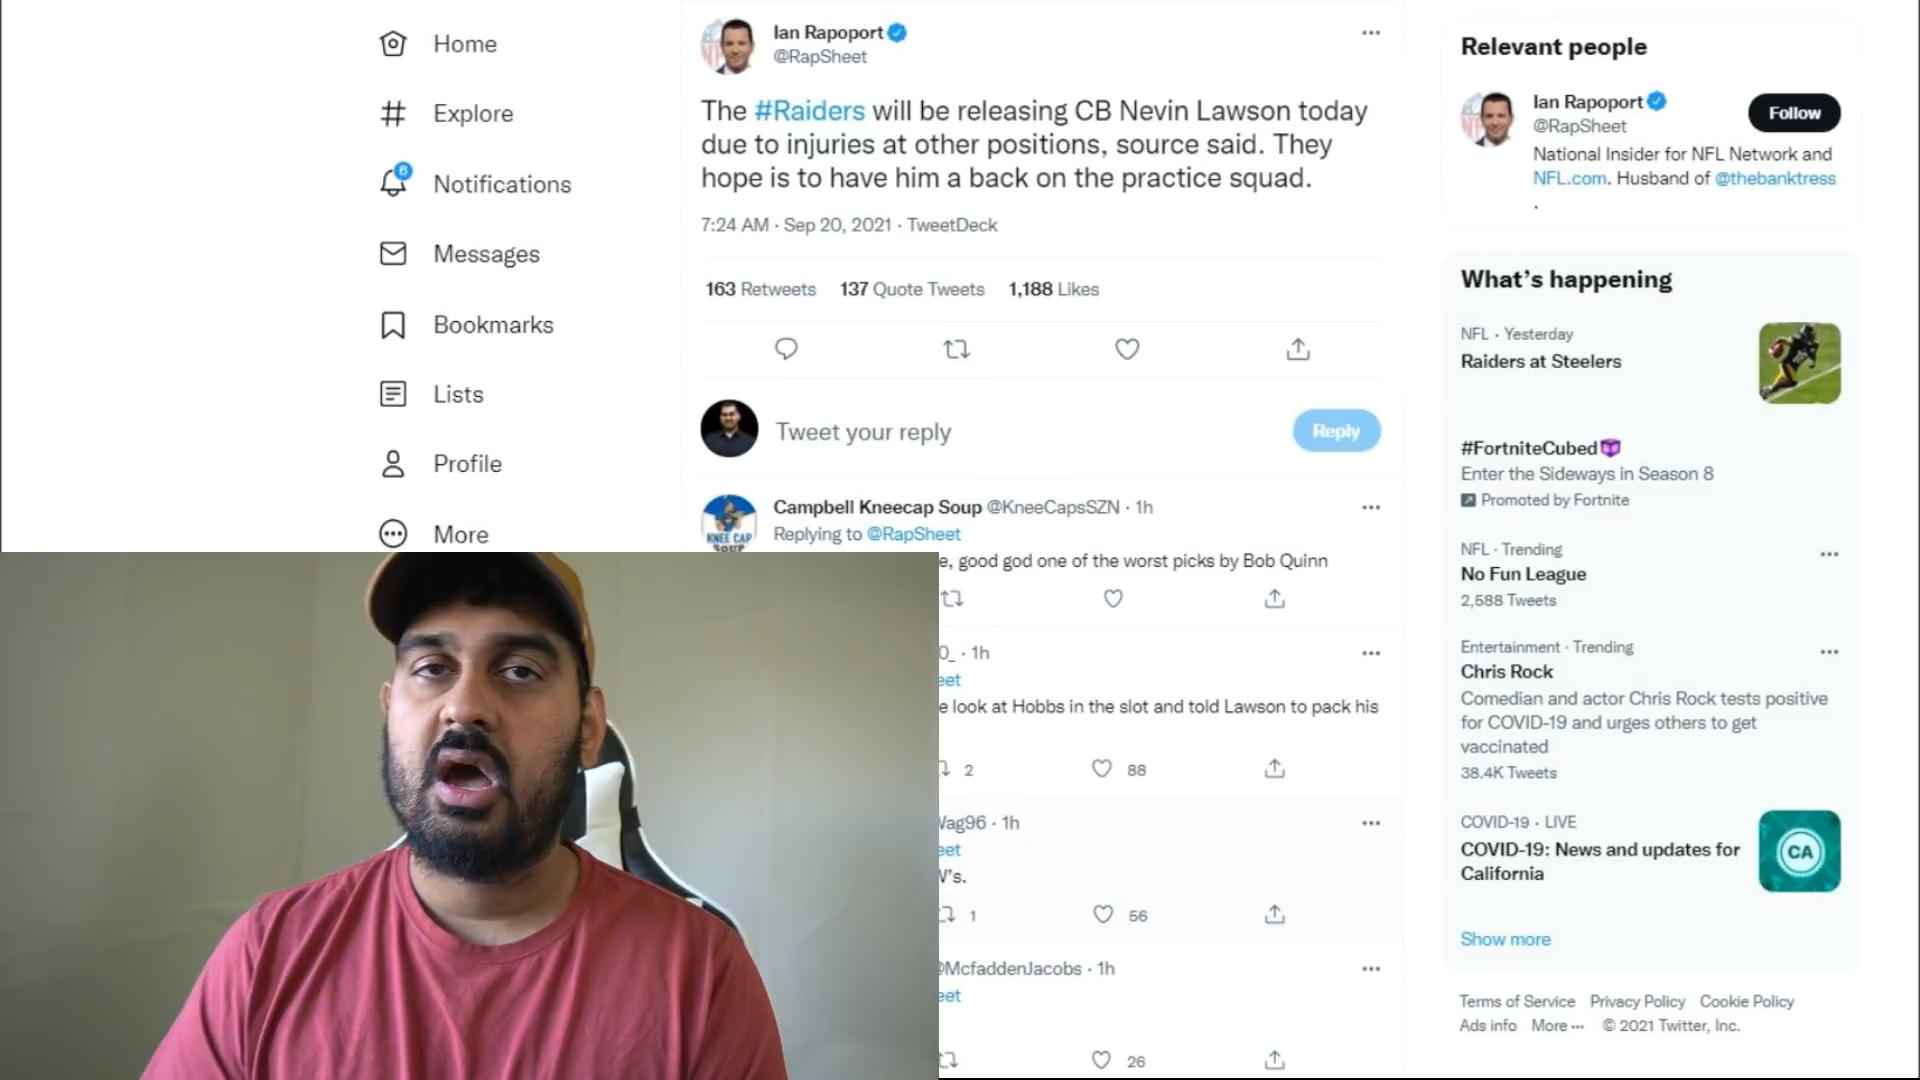 Home
Explore
6
Notifications
Messages
Bookmarks
Lists
Profile
More
Ian Rapoport
@RapSheet
The #Raiders will be releasing CB Nevin Lawson today
due to injuries at other positions, source said. They
hope is to have him a back on the practice squad.
7:24 AM · Sep 20, 2021 · TweetDeck
163 Retweets 137 Quote Tweets 1,188 Likes
Tweet your reply
Reply
Campbell Kneecap Soup @KneeCapsSZN · 1h
Replying to @RapSheet
KNEE CAP
SOUP
e, good god one of the worst picks by Bob Quinn
0_ · 1h
eet
e look at Hobbs in the slot and told Lawson to pack his
2 88
Wag96 · 1h
eet
W's.
1 56
@McfaddenJacobs · 1h
eet
26
Relevant people
Ian Rapoport
@RapSheet
Follow
National Insider for NFL Network and
NFL.com. Husband of @thebanktress
.
What's happening
NFL · Yesterday
Raiders at Steelers
#FortniteCubed
Enter the Sideways in Season 8
Promoted by Fortnite
NFL · Trending
No Fun League
2,588 Tweets
Entertainment · Trending
Chris Rock
Comedian and actor Chris Rock tests positive
for COVID-19 and urges others to get
vaccinated
38.4K Tweets
COVID-19 · LIVE
COVID-19: News and updates for
California
CA
Show more
Terms of Service Privacy Policy Cookie Policy
Ads info More ··· © 2021 Twitter, Inc.